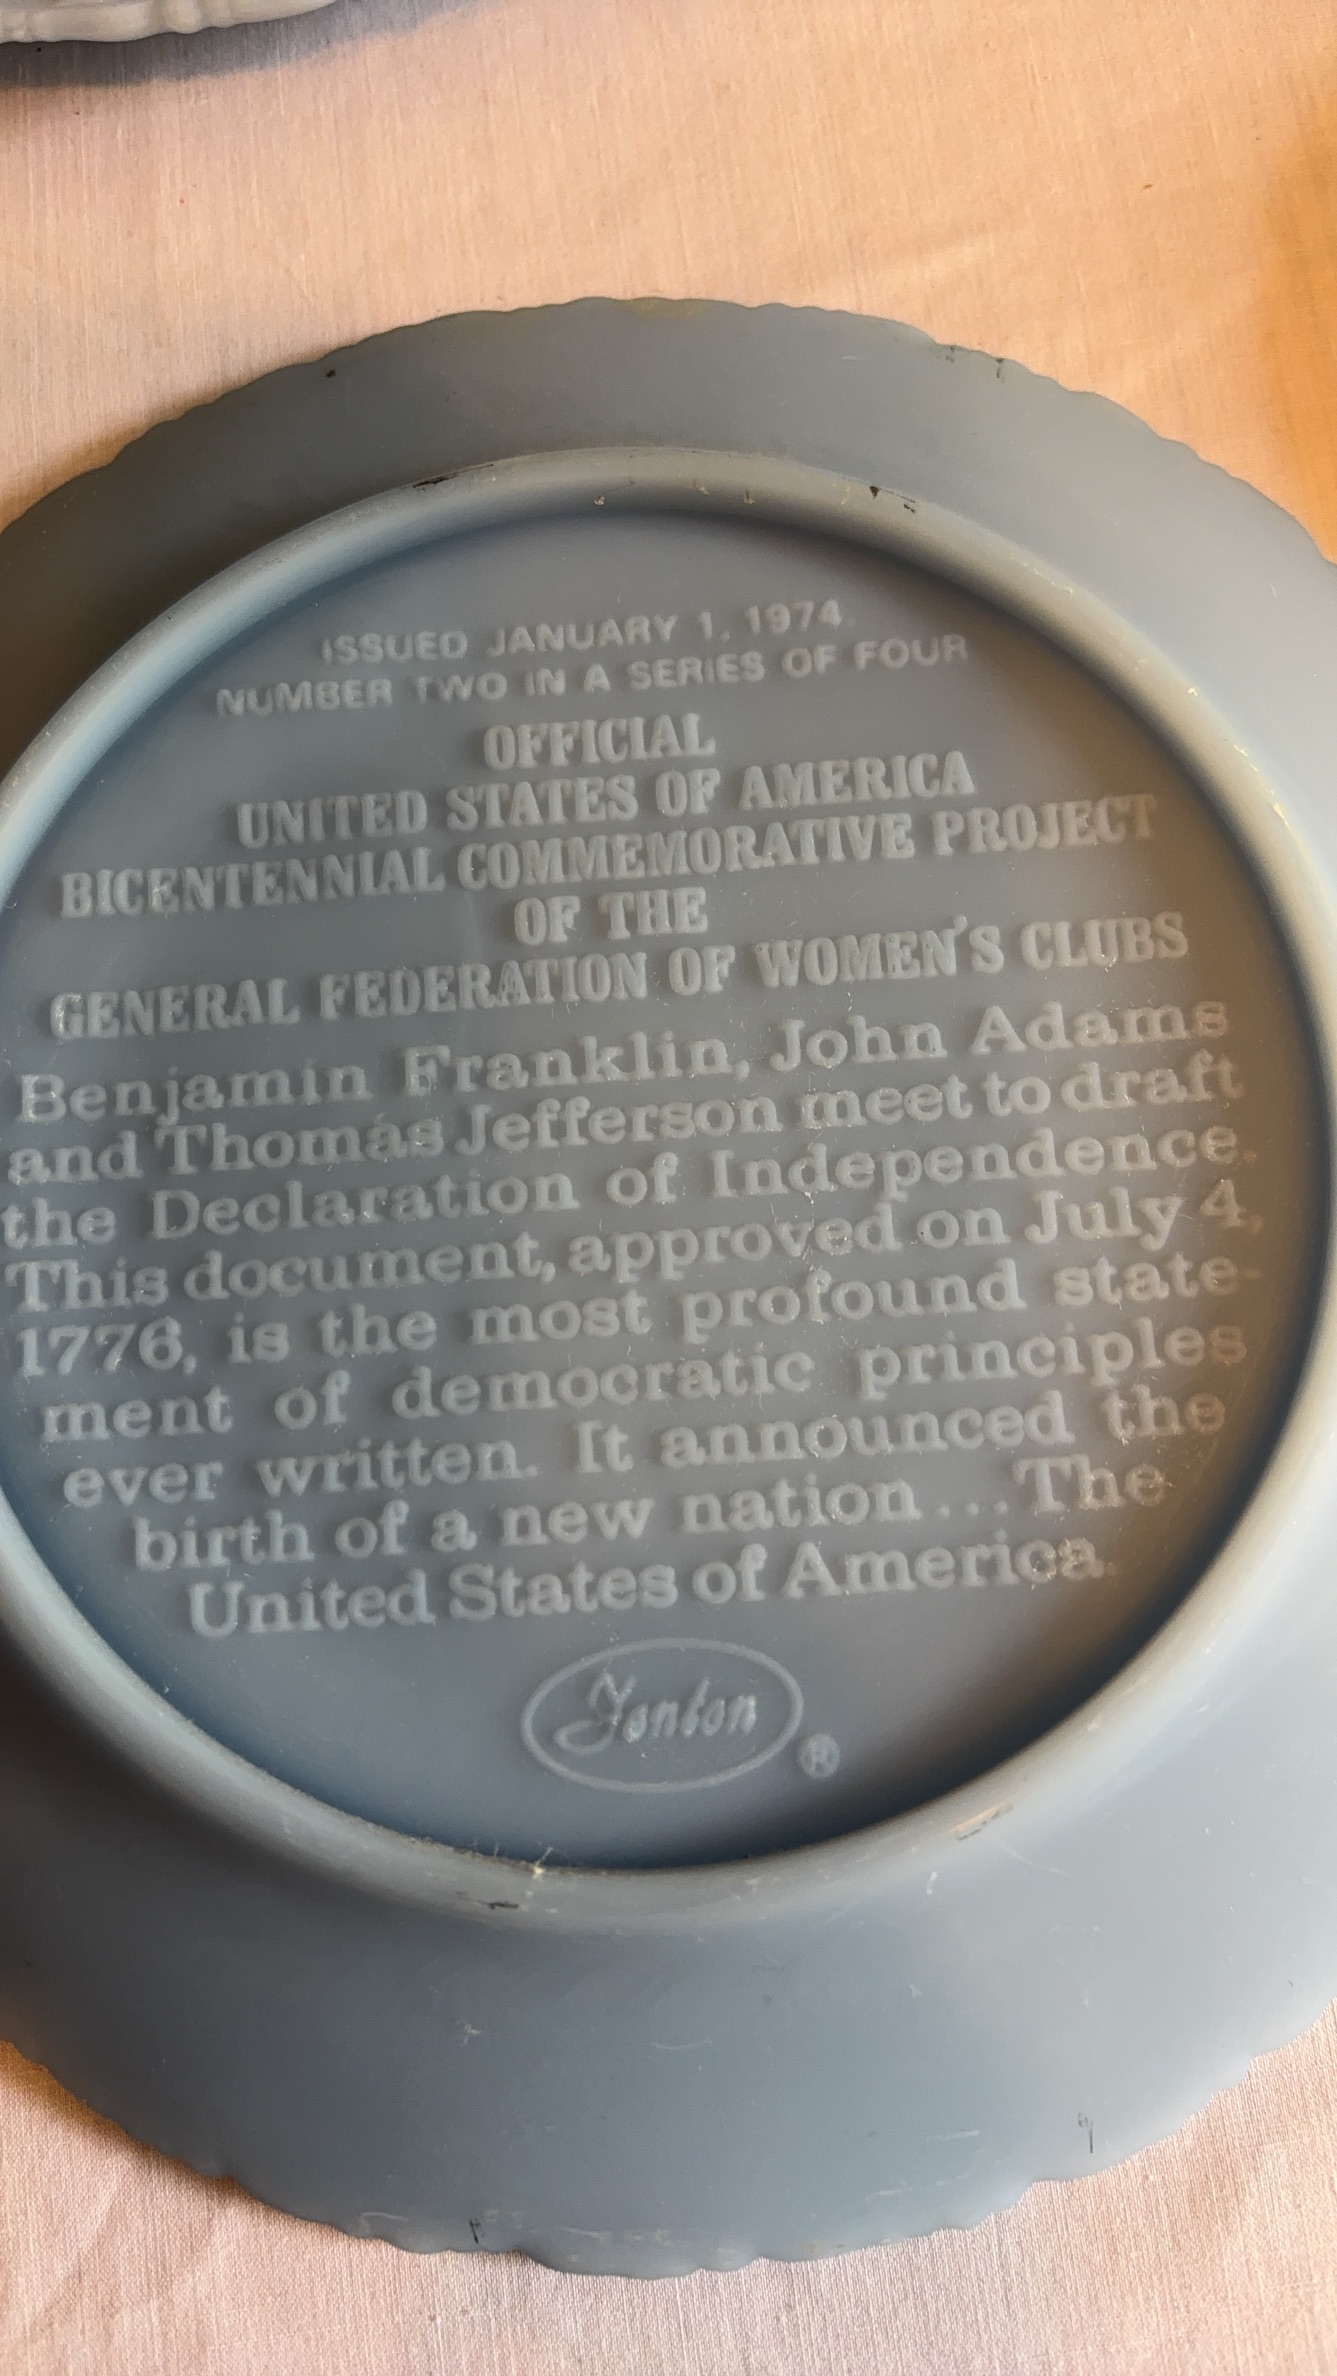 ISSUED JANUARY 1, 1974.
NUMBER TWO IN A SERIES OF FOUR
OFFICIAL
UNITED STATES OF AMERICA
BICENTENNIAL COMMEMORATIVE PROJECT
OF THE
GENERAL FEDERATION OF WOMEN'S CLUBS
Benjamin Franklin, John Adams
and Thomas Jefferson meet to draft
the Declaration of Independence.
This document, approved on July 4,
1776, is the most profound state-
ment of democratic principles
ever written. It announced the
birth of a new nation... The
United States of America.
Fenton
®